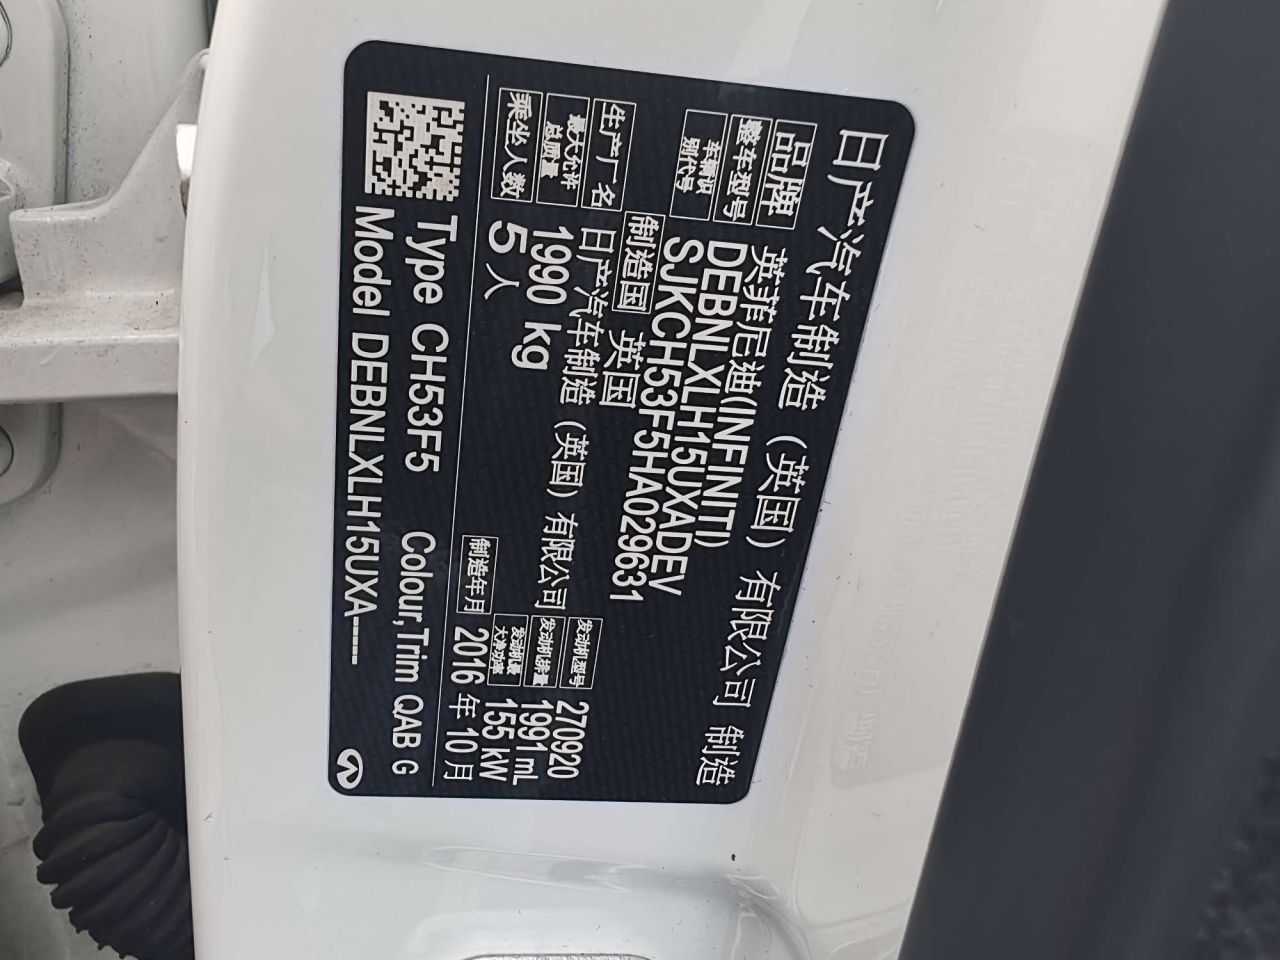 日产汽车制造（英国）有限公司 制造
品牌 英菲尼迪(INFINITI)
整车型号 DEBNLXLH15UXADEV
车辆识别代号 SJKCH53F5HA029631
制造国 英国
生产厂名 日产汽车制造（英国）有限公司
发动机型号 270920
最大允许总质量 1990 kg
发动机排量 1991 mL
乘坐人数 5 人
发动机最大净功率 155 kW
制造年月 2016 年 10 月
Type CH53F5 Colour,Trim QAB G
Model DEBNLXLH15UXA-----